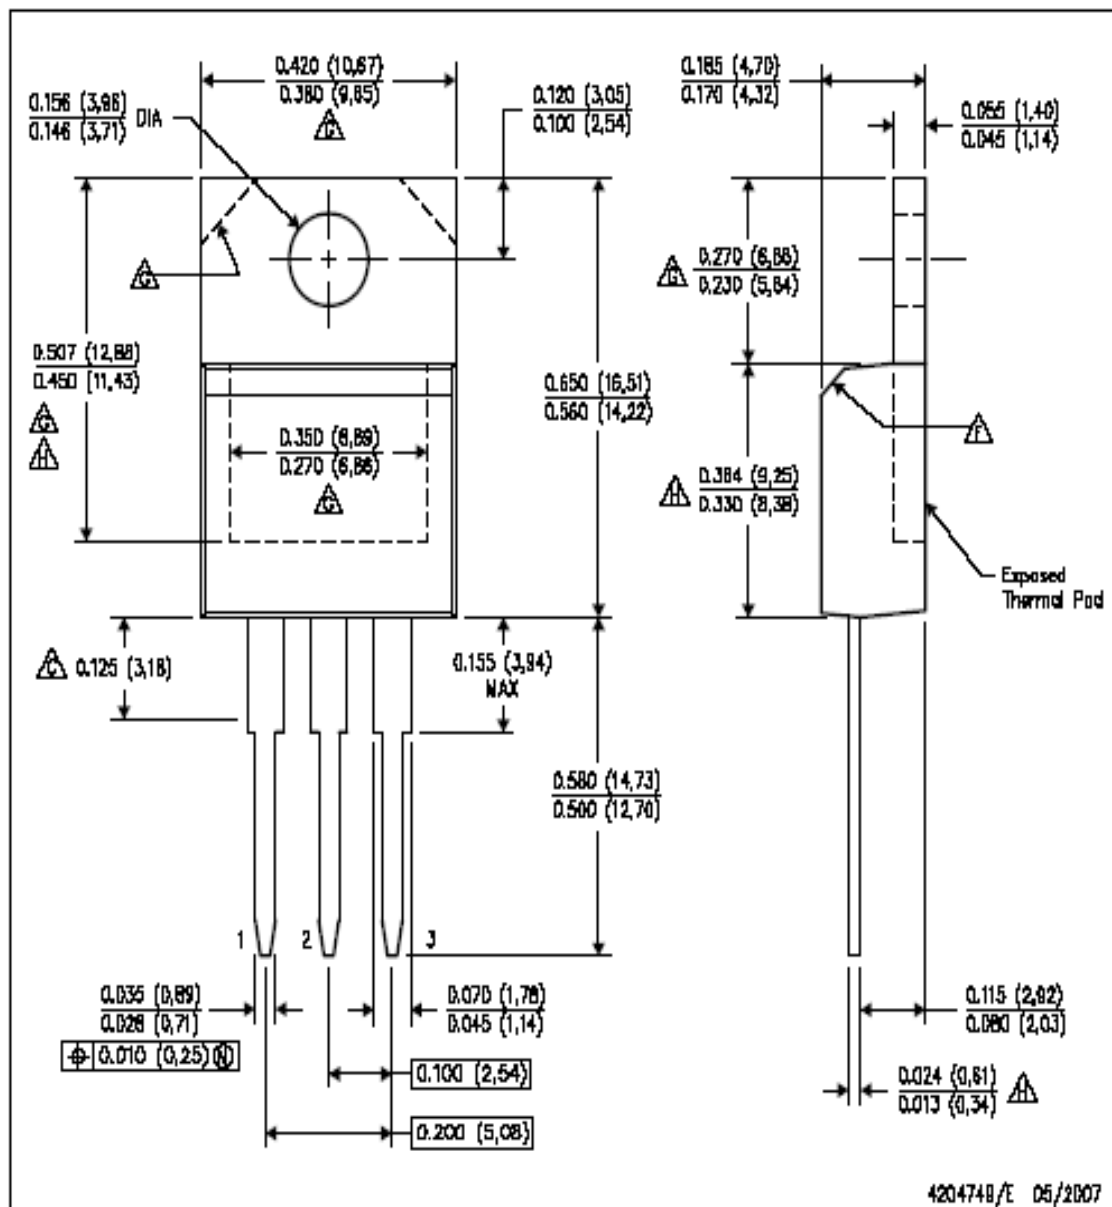 0.420 (10,67)
0.380 (9,65)
G
0.156 (3,96)
0.146 (3,71)
DIA
0.120 (3,05)
0.100 (2,54)
0.185 (4,70)
0.170 (4,32)
0.055 (1,40)
0.045 (1,14)
G
0.270 (6,86)
0.230 (5,84)
G
0.507 (12,88)
0.450 (11,43)
G
H
0.650 (16,51)
0.560 (14,22)
0.350 (8,89)
0.270 (6,86)
G
F
H
0.364 (9,25)
0.330 (8,38)
Exposed
Thermal Pad
C
0.125 (3,18)
0.155 (3,94)
MAX
0.580 (14,73)
0.500 (12,70)
1 2 3
0.035 (0,89)
0.028 (0,71)
⌖ 0.010 (0,25) Ⓜ
0.070 (1,78)
0.045 (1,14)
0.100 (2,54)
0.200 (5,08)
0.115 (2,92)
0.080 (2,03)
0.024 (0,61)
0.013 (0,34)
H
4204749/E 05/2007